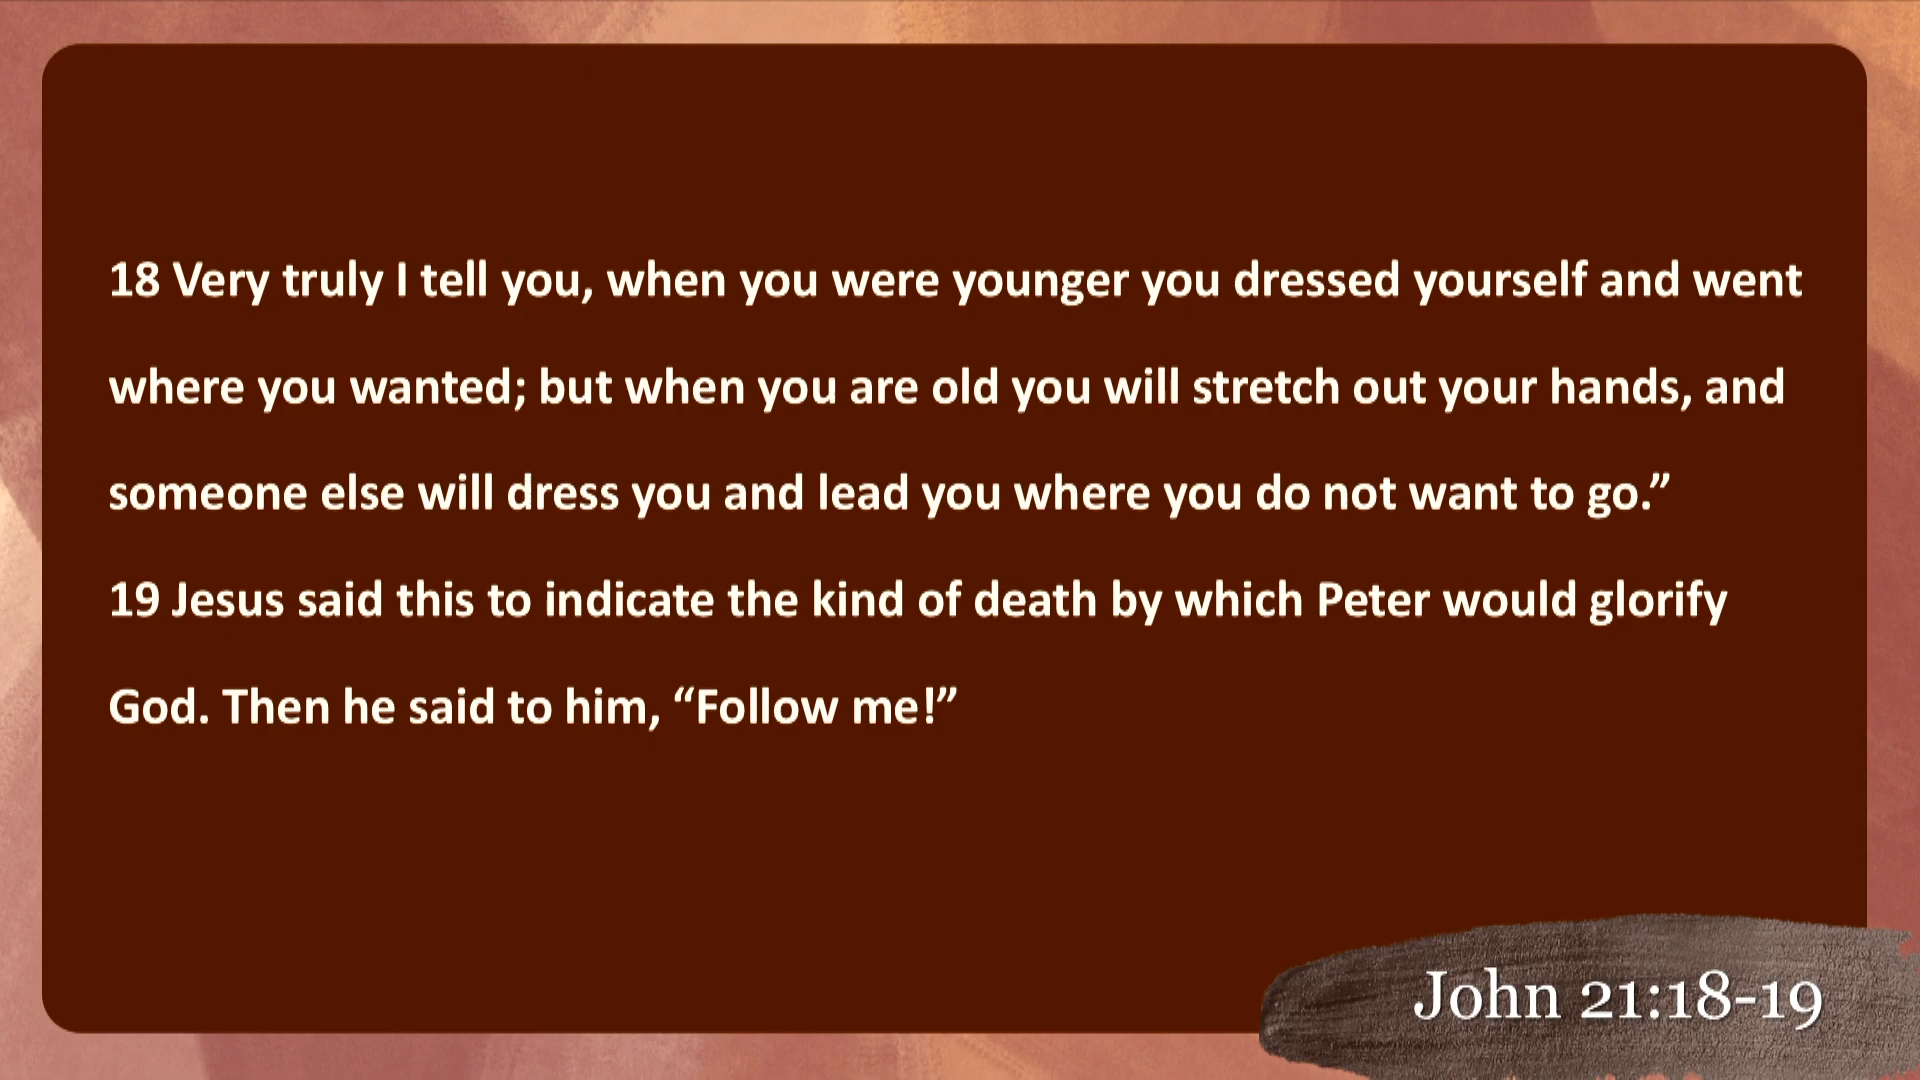 18 Very truly I tell you, when you were younger you dressed yourself and went
where you wanted; but when you are old you will stretch out your hands, and
someone else will dress you and lead you where you do not want to go.”
19 Jesus said this to indicate the kind of death by which Peter would glorify
God. Then he said to him, “Follow me!”
John 21:18-19